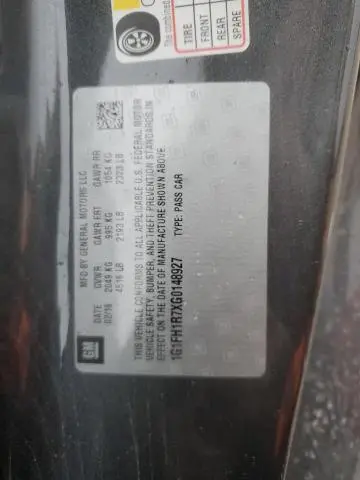 The combined
TIRE
FRONT
REAR
SPARE
MFD BY GENERAL MOTORS LLC
DATE GVWR GAWR FRT GAWR RR
02/16 2049 KG 995 KG 1054 KG
4516 LB 2193 LB 2323 LB
THIS VEHICLE CONFORMS TO ALL APPLICABLE U.S. FEDERAL MOTOR
VEHICLE SAFETY, BUMPER, AND THEFT PREVENTION STANDARDS IN
EFFECT ON THE DATE OF MANUFACTURE SHOWN ABOVE.
1G1FH1R7XG0148927 TYPE: PASS CAR
GM